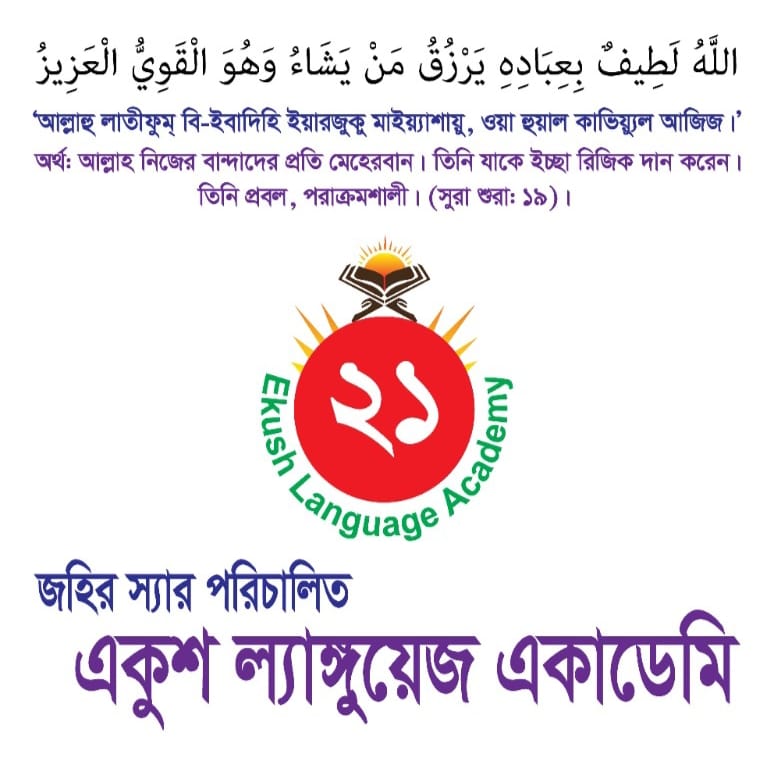 اللَّهُ لَطِيفٌ بِعِبَادِهِ يَرْزُقُ مَنْ يَشَاءُ وَهُوَ الْقَوِيُّ الْعَزِيزُ
‘আল্লাহু লাতীফুম্ বি-ইবাদিহি ইয়ারজুকু মাইয়্যাশায়ু, ওয়া হুয়াল কাভিয়্যুল আজিজ।’
অর্থ: আল্লাহ নিজের বান্দাদের প্রতি মেহেরবান। তিনি যাকে ইচ্ছা রিজিক দান করেন।
তিনি প্রবল, পরাক্রমশালী। (সুরা শুরা: ১৯)।
২১
Ekush Language Academy
জহির স্যার পরিচালিত
একুশ ল্যাঙ্গুয়েজ একাডেমি